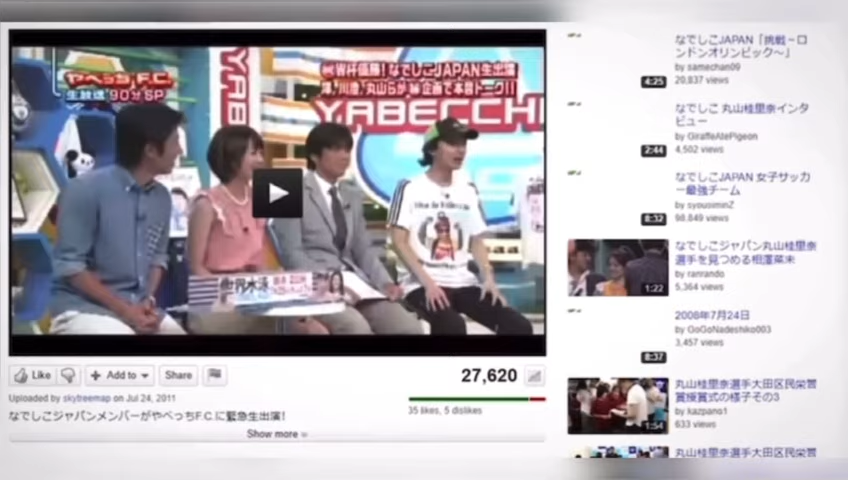 やべっちF.C.
生放送 90分SP
W杯優勝！なでしこJAPAN生出演
澤、川澄、丸山らが企画で本音トーク!!
YABECCHI
YAB
Like
Add to
Share
27,620
Uploaded by skytreemap on Jul 24, 2011
35 likes, 5 dislikes
なでしこジャパンメンバーがやべっちF.C.に緊急生出演！
Show more
なでしこJAPAN「挑戦－ロ
ンドンオリンピック～」
by samechan09
4:25
20,837 views
なでしこ 丸山桂里奈インタ
ビュー
by GiraffeAtePigeon
2:44
4,502 views
なでしこJAPAN 女子サッカ
ー最強チーム
by syousiminZ
8:32
98,849 views
なでしこジャパン丸山桂里奈
選手を見つめる相澤菜未
by ranrando
1:22
5,364 views
2008年7月24日
by GoGoNadeshiko003
3,457 views
8:37
丸山桂里奈選手大田区民栄誉
賞授賞式の様子その3
by kazpano1
1:54
633 views
丸山桂里奈選手大田区民栄誉